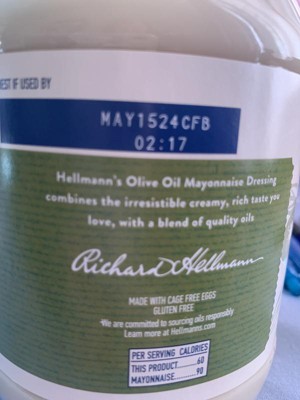 BEST IF USED BY
MAY1524CFB
02:17
Hellmann's Olive Oil Mayonnaise Dressing
combines the irresistible creamy, rich taste you
love, with a blend of quality oils
Richard Hellmann
MADE WITH CAGE FREE EGGS
GLUTEN FREE
We are committed to sourcing oils responsibly
Learn more at Hellmanns.com
PER SERVING CALORIES
THIS PRODUCT......60
MAYONNAISE......90